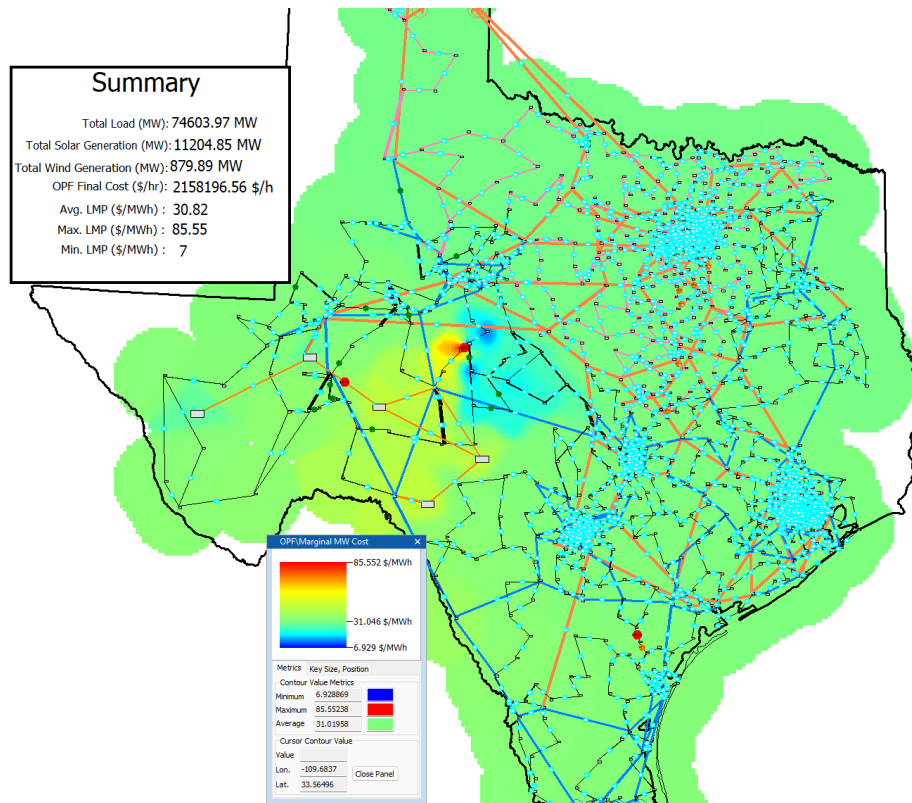 Summary
Total Load (MW): 74603.97 MW
Total Solar Generation (MW): 11204.85 MW
Total Wind Generation (MW): 879.89 MW
OPF Final Cost ($/hr): 2158196.56 $/h
Avg. LMP ($/MWh) : 30.82
Max. LMP ($/MWh) : 85.55
Min. LMP ($/MWh) : 7
OPF\Marginal MW Cost
85.552 $/MWh
31.046 $/MWh
6.929 $/MWh
Metrics Key Size, Position
Contour Value Metrics
Minimum 6.928869
Maximum 85.55238
Average 31.01958
Cursor Contour Value
Value
Lon. -109.6837
Close Panel
Lat. 33.56496